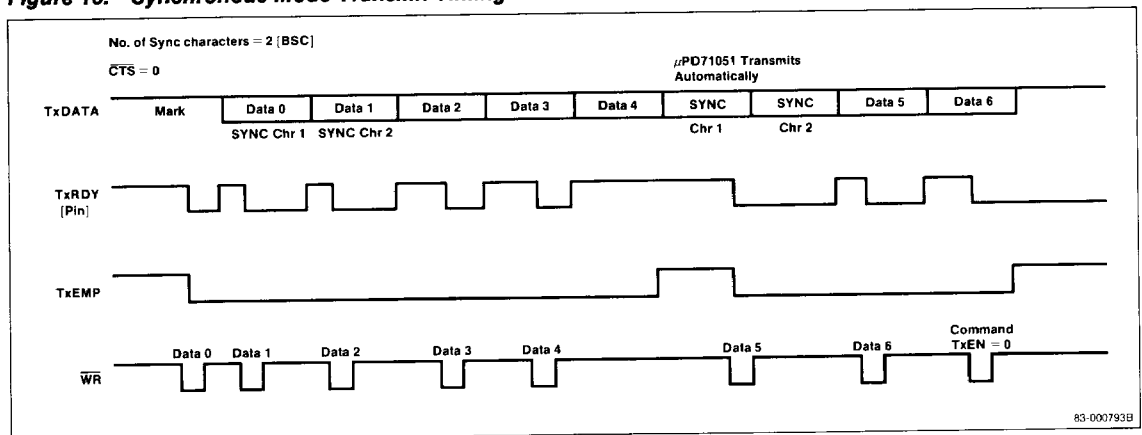 Figure 15. Synchronous Mode Transmit Timing
No. of Sync characters = 2 [BSC]
CTS = 0
μPD71051 Transmits
Automatically
TxDATA Mark Data 0 Data 1 Data 2 Data 3 Data 4 SYNC SYNC Data 5 Data 6
SYNC Chr 1 SYNC Chr 2 Chr 1 Chr 2
TxRDY
[Pin]
TxEMP
Command
Data 0 Data 1 Data 2 Data 3 Data 4 Data 5 Data 6 TxEN = 0
WR
83-000793B